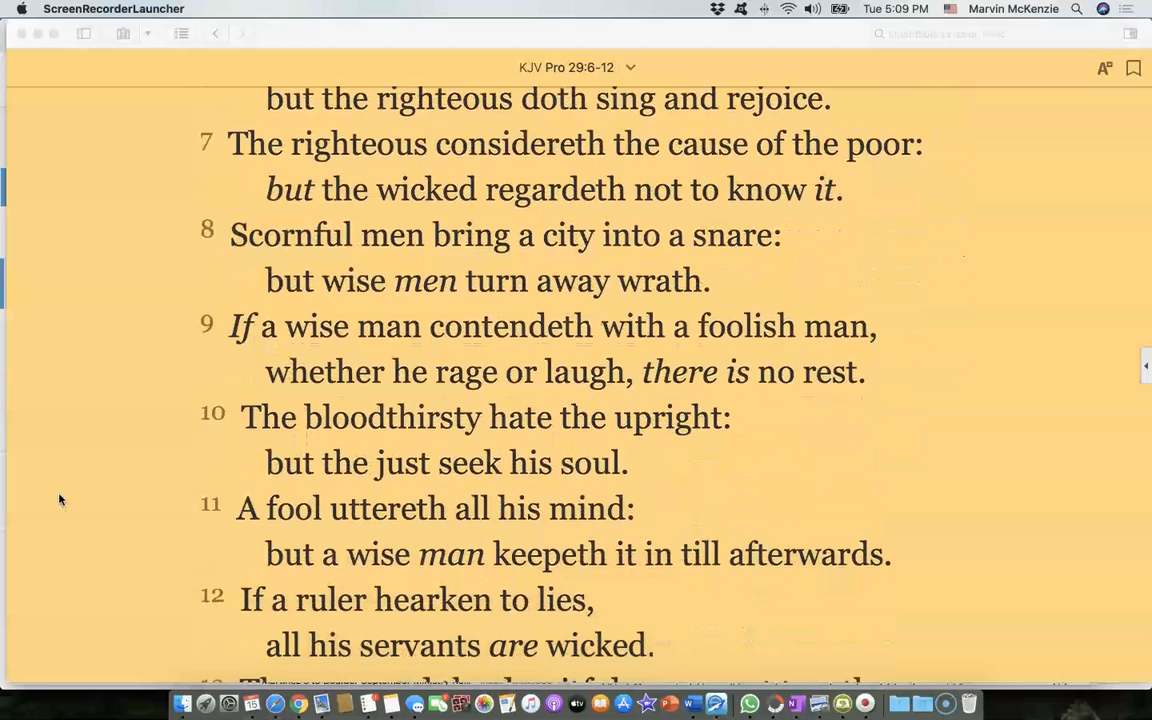 ScreenRecorderLauncher
Tue 5:09 PM
Marvin McKenzie
KJV Pro 29:6-12
but the righteous doth sing and rejoice.
7 The righteous considereth the cause of the poor:
but the wicked regardeth not to know it.
8 Scornful men bring a city into a snare:
but wise men turn away wrath.
9 If a wise man contendeth with a foolish man,
whether he rage or laugh, there is no rest.
10 The bloodthirsty hate the upright:
but the just seek his soul.
11 A fool uttereth all his mind:
but a wise man keepeth it in till afterwards.
12 If a ruler hearken to lies,
all his servants are wicked.